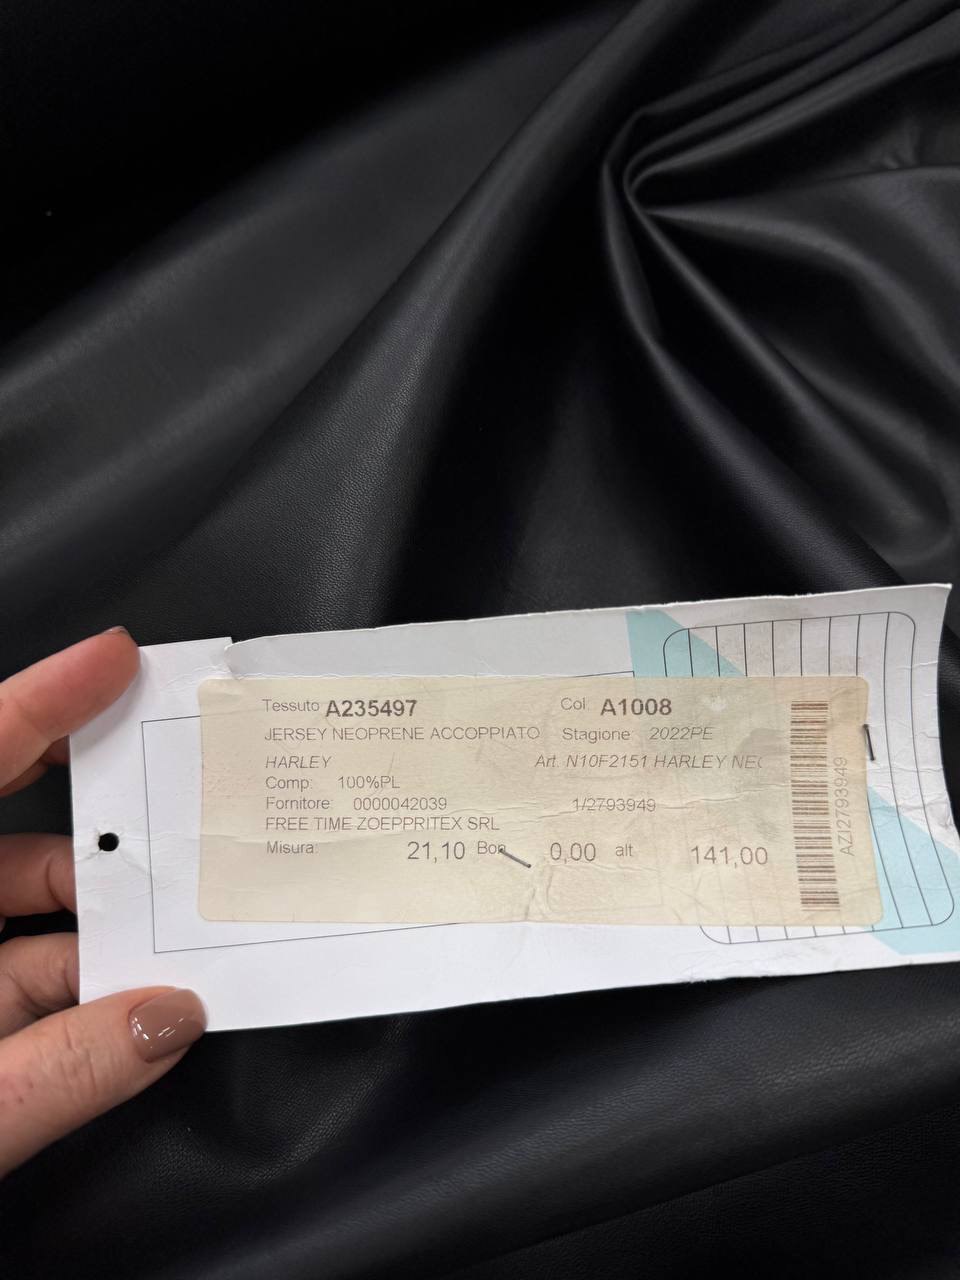 Tessuto A235497 Col A1008
JERSEY NEOPRENE ACCOPPIATO Stagione: 2022PE
HARLEY Art. N10F2151 HARLEY
Comp: 100%PL
Fornitore: 0000042039 1/2793949
FREE TIME ZOEPPRITEX SRL
Misura: 21,10 0,00 alt 141,00
AZI2793949